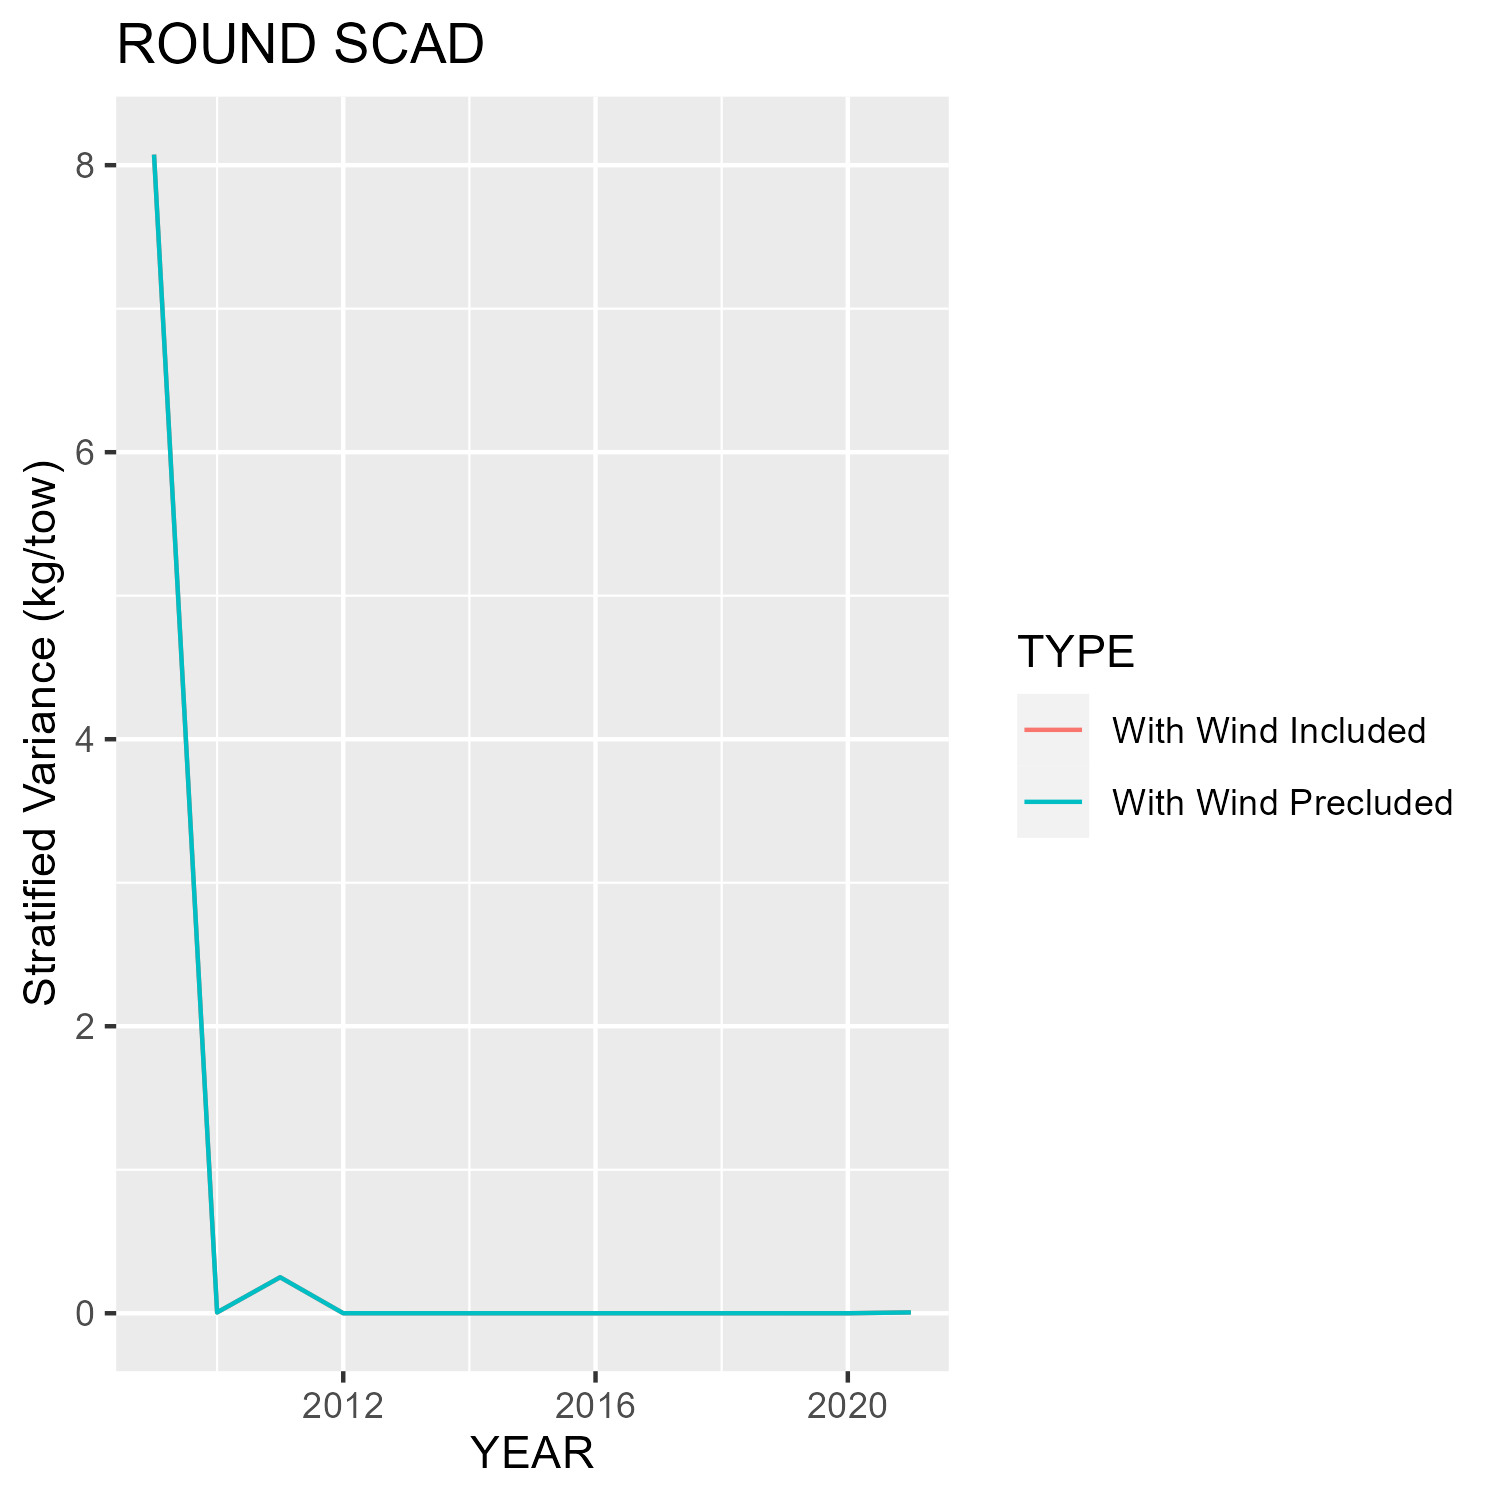 ROUND SCAD
8
6
4
2
0
Stratified Variance (kg/tow)
2012 2016 2020
YEAR
TYPE
With Wind Included
With Wind Precluded